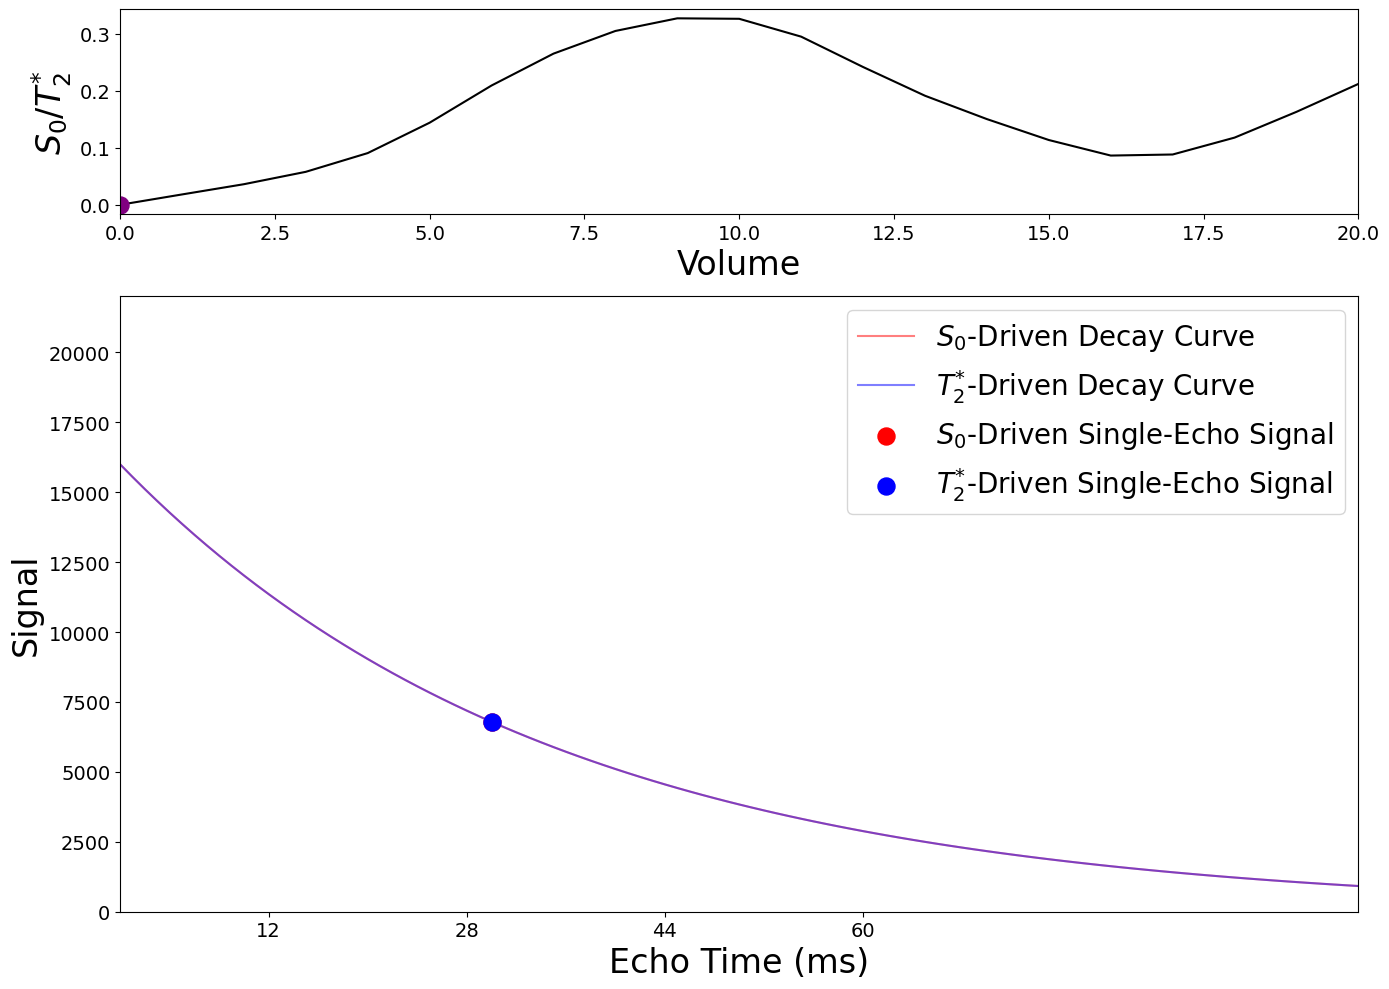 0.3
0.2
0.1
0.0
$S_0/T_2^*$
0.0 2.5 5.0 7.5 10.0 12.5 15.0 17.5 20.0
Volume
$S_0$-Driven Decay Curve
$T_2^*$-Driven Decay Curve
$S_0$-Driven Single-Echo Signal
$T_2^*$-Driven Single-Echo Signal
20000
17500
15000
12500
10000
7500
5000
2500
0
Signal
12 28 44 60
Echo Time (ms)